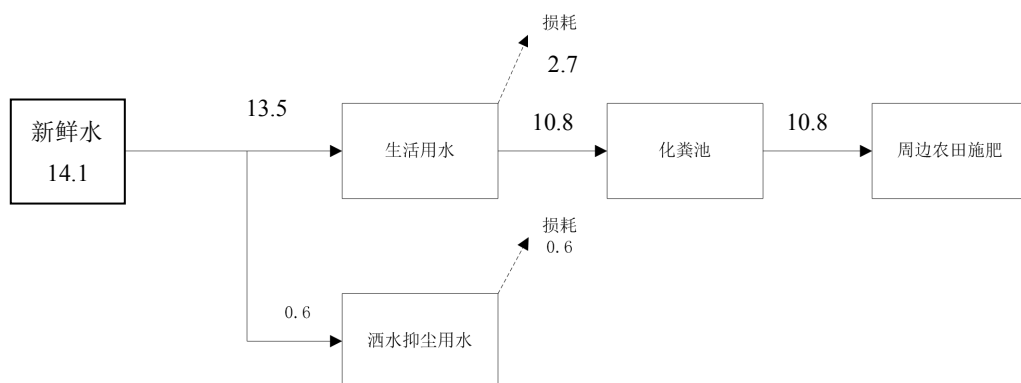 损耗
2.7
13.5
10.8
10.8
新鲜水
14.1
生活用水
化粪池
周边农田施肥
损耗
0.6
0.6
洒水抑尘用水